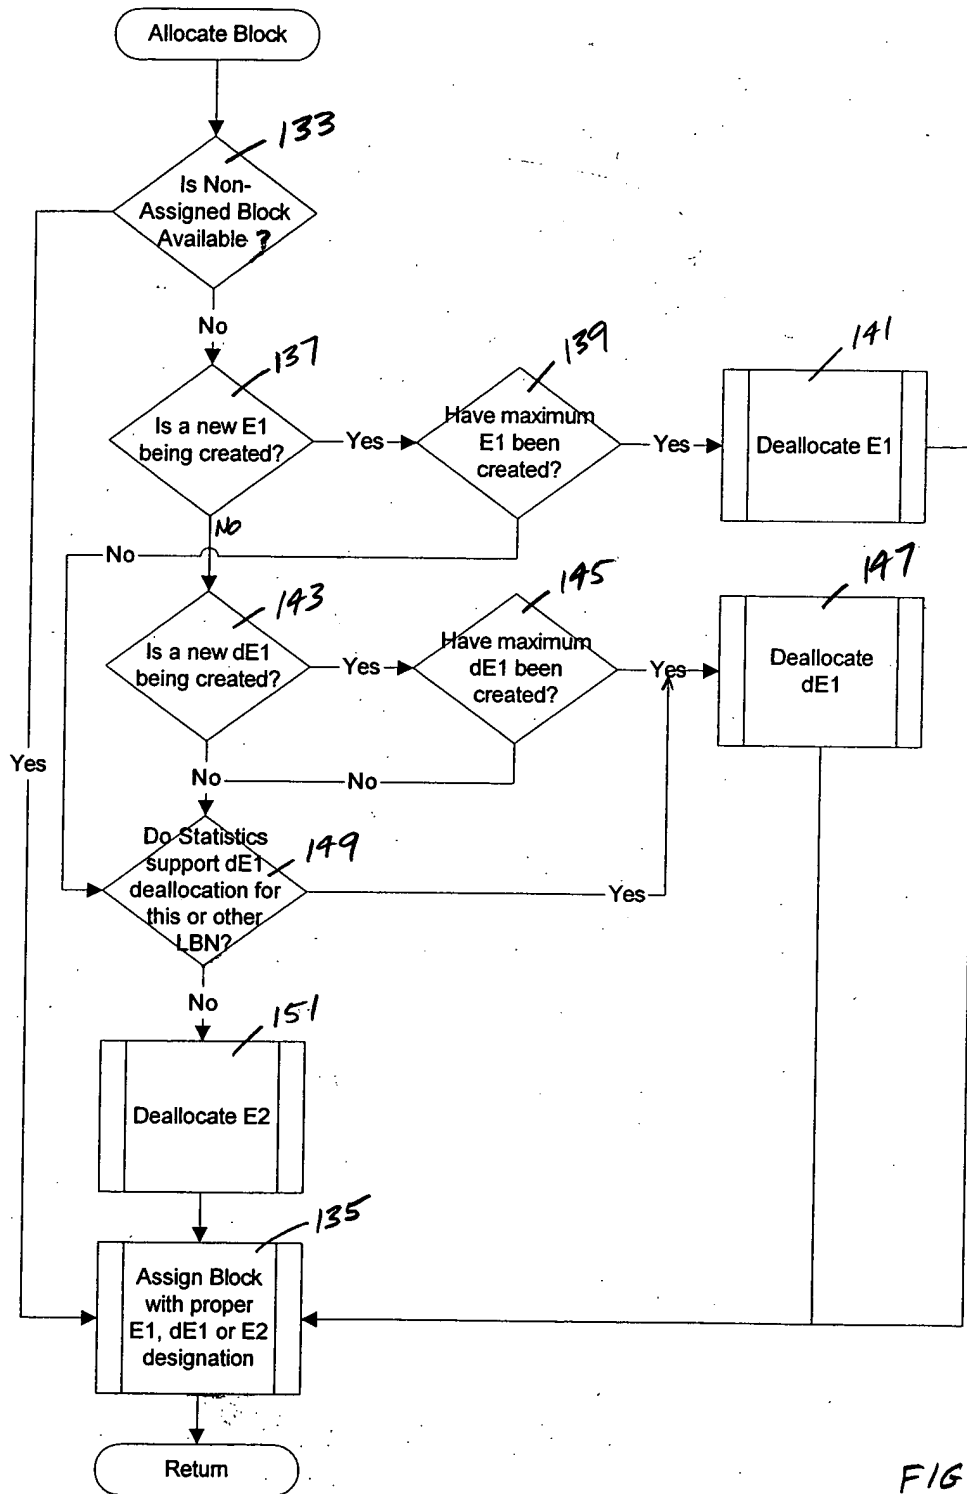 Allocate Block
133
Is Non-
Assigned Block
Available ?
Yes
No
137
Is a new E1
being created?
Yes
139
Have maximum
E1 been
created?
Yes
141
Deallocate E1
No
NO
143
Is a new dE1
being created?
Yes
145
Have maximum
dE1 been
created?
Yes
147
Deallocate
dE1
No
No
149
Do Statistics
support dE1
deallocation for
this or other
LBN?
Yes
No
151
Deallocate E2
135
Assign Block
with proper
E1, dE1 or E2
designation
Return
FIG